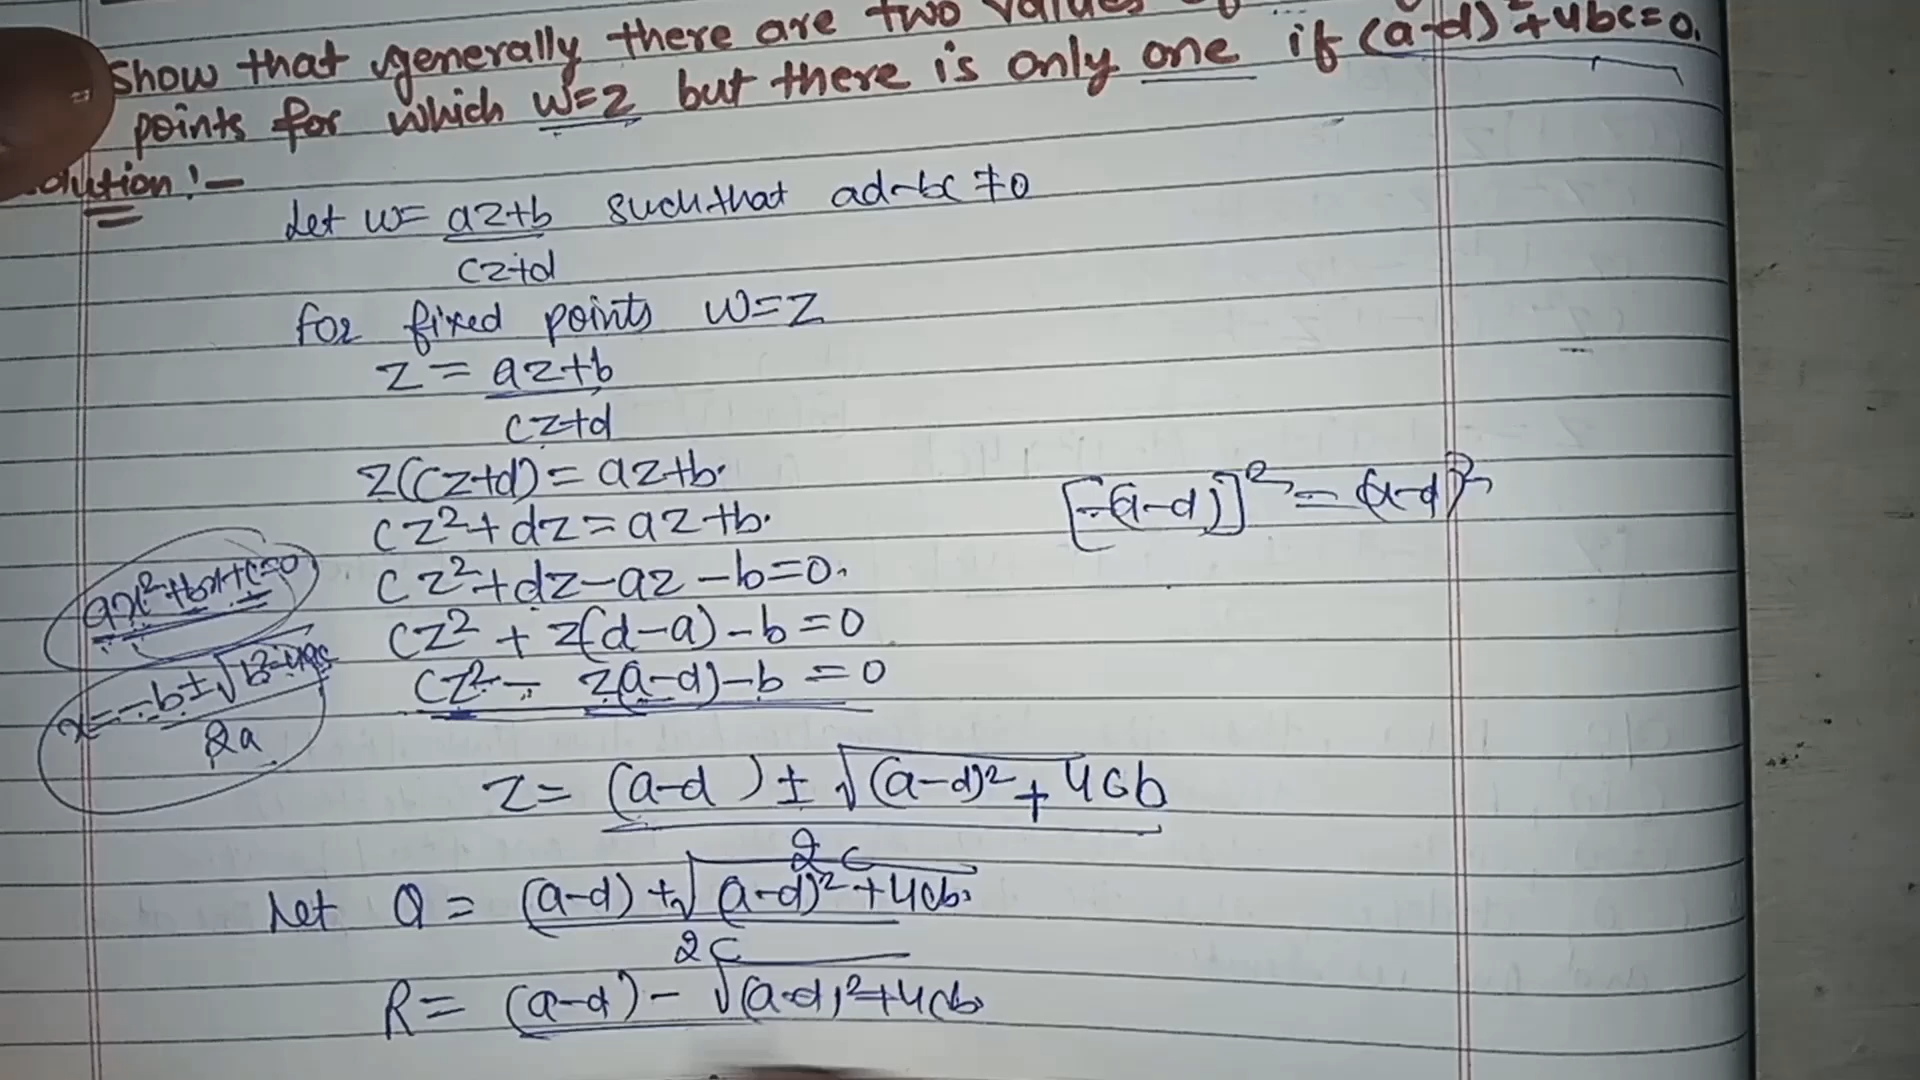 Show that generally there are two values of
points for which w=z but there is only one if (a-d)²+4bc=0.
olution!-
Let w= az+b such that ad-bc≠0
cz+d
for fixed points w=z
z= az+b
cz+d
z(cz+d)= az+b.
cz²+dz=az+b.
[-(a-d)]²=(a-d)²
cz²+dz-az-b=0.
ax²+bx+c=0
cz²+z(d-a)-b=0
cz²- z(a-d)-b=0
x=-b±√b²-4ac
2a
z= (a-d)±√(a-d)²+4cb
2c
Let Q= (a-d)+√(a-d)²+4cb
2c
R= (a-d)-√(a-d)²+4cb